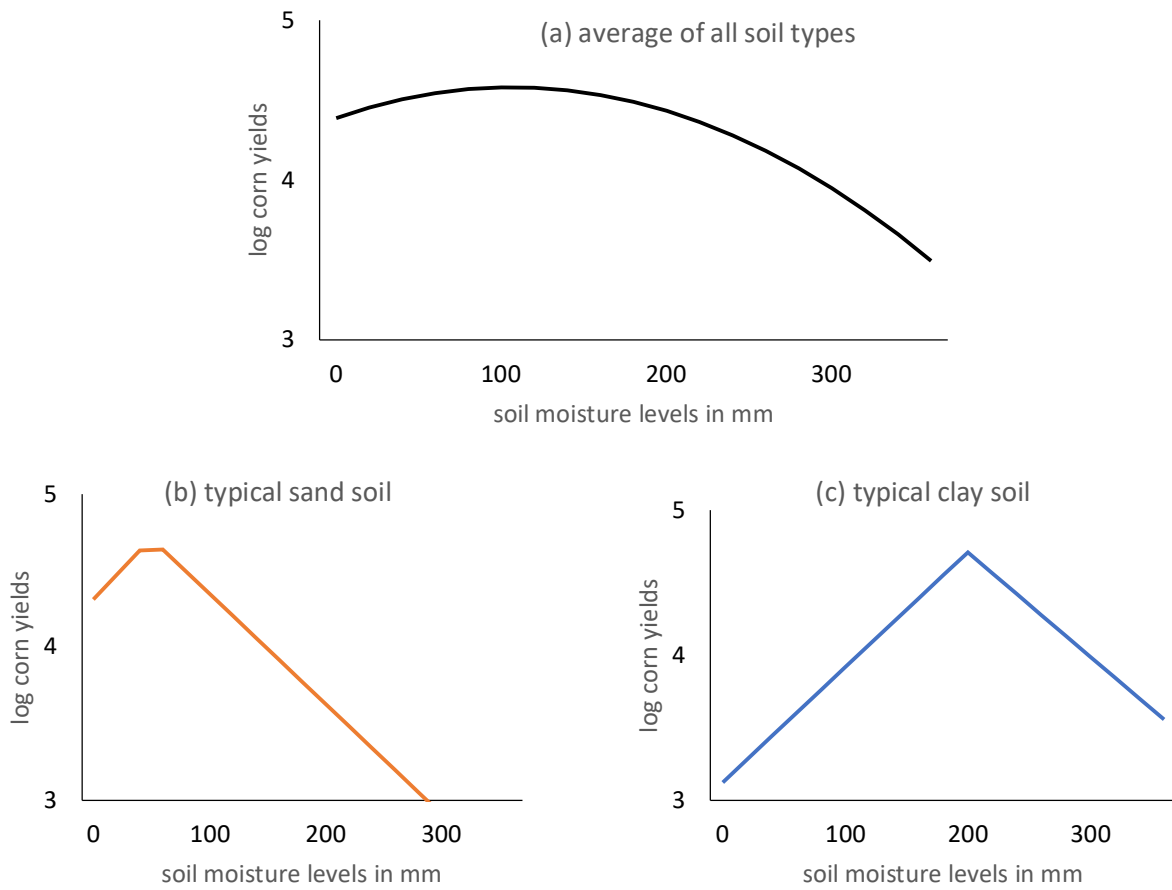 (a) average of all soil types
5
4
3
log corn yields
0 100 200 300
soil moisture levels in mm
(b) typical sand soil
5
4
3
log corn yields
0 100 200 300
soil moisture levels in mm
(c) typical clay soil
5
4
3
log corn yields
0 100 200 300
soil moisture levels in mm